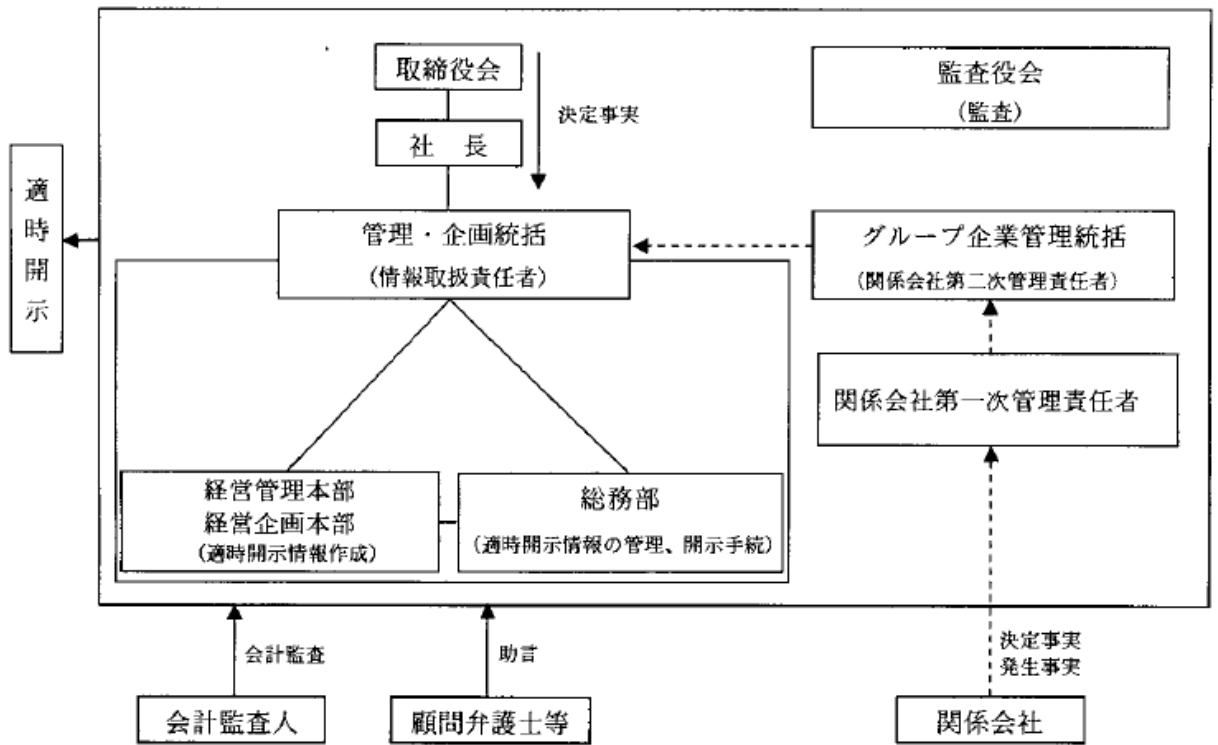 取締役会
決定事実
社 長
監査役会
(監査)
適時開示
管理・企画統括
(情報取扱責任者)
グループ企業管理統括
(関係会社第二次管理責任者)
関係会社第一次管理責任者
経営管理本部
経営企画本部
(適時開示情報作成)
総務部
(適時開示情報の管理、開示手続)
会計監査
助言
決定事実
発生事実
会計監査人
顧問弁護士等
関係会社